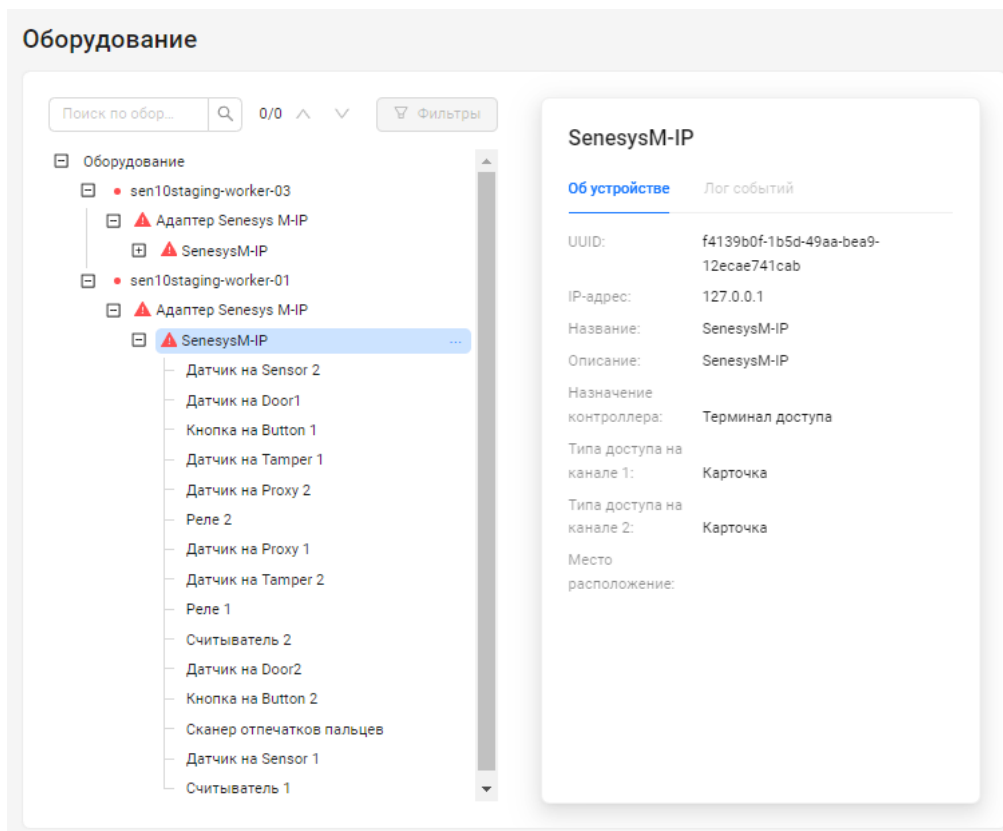 Оборудование
Поиск по обор...
0/0
Фильтры
Оборудование
sen10staging-worker-03
Адаптер Senesys M-IP
SenesysM-IP
sen10staging-worker-01
Адаптер Senesys M-IP
SenesysM-IP
...
Датчик на Sensor 2
Датчик на Door1
Кнопка на Button 1
Датчик на Tamper 1
Датчик на Proxy 2
Реле 2
Датчик на Proxy 1
Датчик на Tamper 2
Реле 1
Считыватель 2
Датчик на Door2
Кнопка на Button 2
Сканер отпечатков пальцев
Датчик на Sensor 1
Считыватель 1
SenesysM-IP
Об устройстве Лог событий
UUID: f4139b0f-1b5d-49aa-bea9-
12ecae741cab
IP-адрес: 127.0.0.1
Название: SenesysM-IP
Описание: SenesysM-IP
Назначение
контроллера: Терминал доступа
Типа доступа на
канале 1: Карточка
Типа доступа на
канале 2: Карточка
Место
расположение: